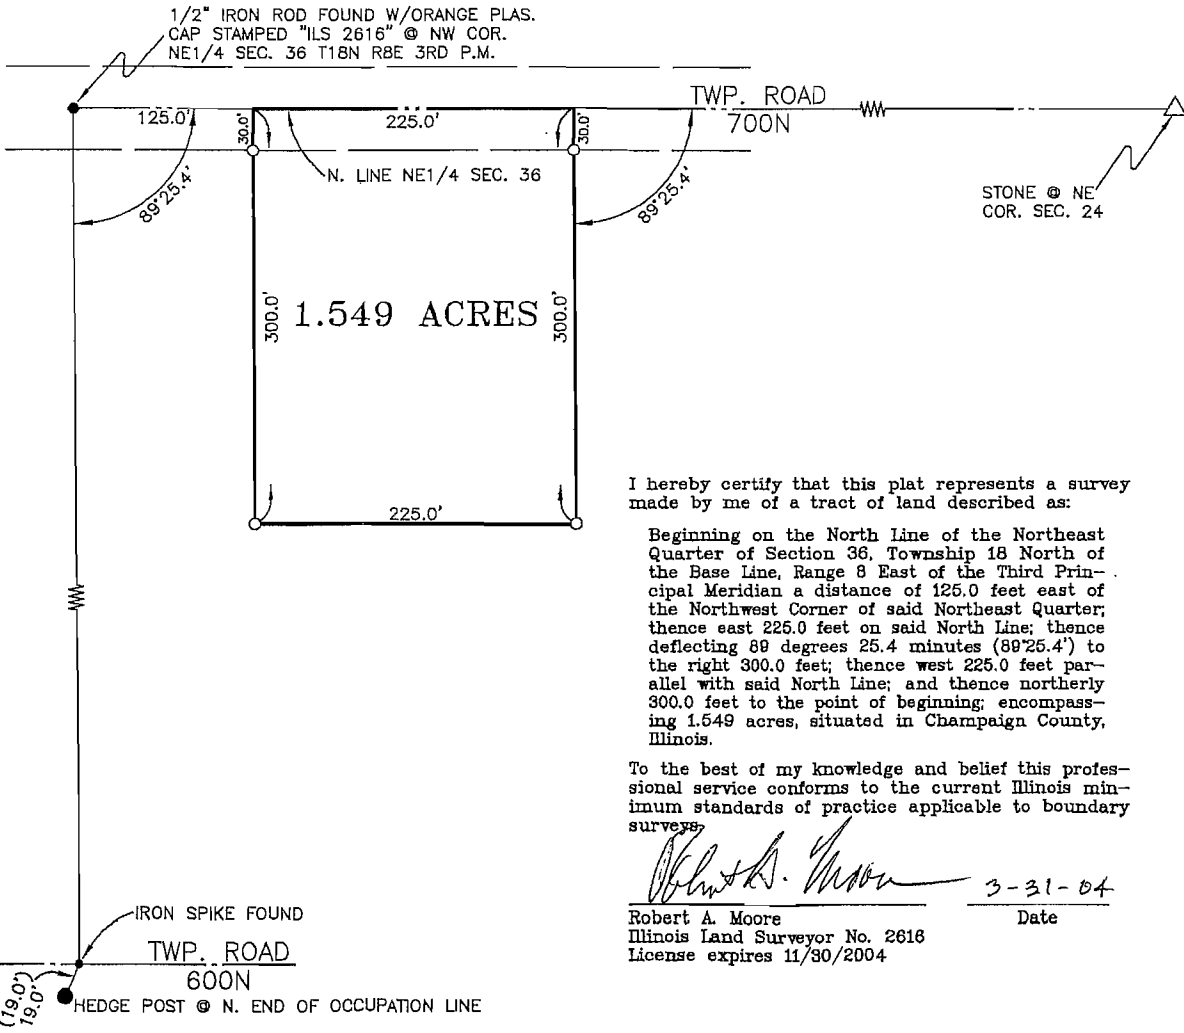 1/2" IRON ROD FOUND W/ORANGE PLAS.
CAP STAMPED "ILS 2616" @ NW COR.
NE1/4 SEC. 36 T18N R8E 3RD P.M.
125.0'
30.0'
225.0'
30.0'
TWP. ROAD
700N
N. LINE NE1/4 SEC. 36
89°25.4'
89°25.4'
STONE @ NE
COR. SEC. 24
300.0'
1.549 ACRES
300.0'
225.0'
I hereby certify that this plat represents a survey
made by me of a tract of land described as:
Beginning on the North Line of the Northeast
Quarter of Section 36, Township 18 North of
the Base Line, Range 8 East of the Third Prin-
cipal Meridian a distance of 125.0 feet east of
the Northwest Corner of said Northeast Quarter;
thence east 225.0 feet on said North Line; thence
deflecting 89 degrees 25.4 minutes (89°25.4') to
the right 300.0 feet; thence west 225.0 feet par-
allel with said North Line; and thence northerly
300.0 feet to the point of beginning; encompass-
ing 1.549 acres, situated in Champaign County,
Illinois.
To the best of my knowledge and belief this profes-
sional service conforms to the current Illinois min-
imum standards of practice applicable to boundary
surveys.
3-31-04
Robert A. Moore
Date
Illinois Land Surveyor No. 2616
License expires 11/30/2004
IRON SPIKE FOUND
TWP. ROAD
600N
(19.0')
19.0'
HEDGE POST @ N. END OF OCCUPATION LINE